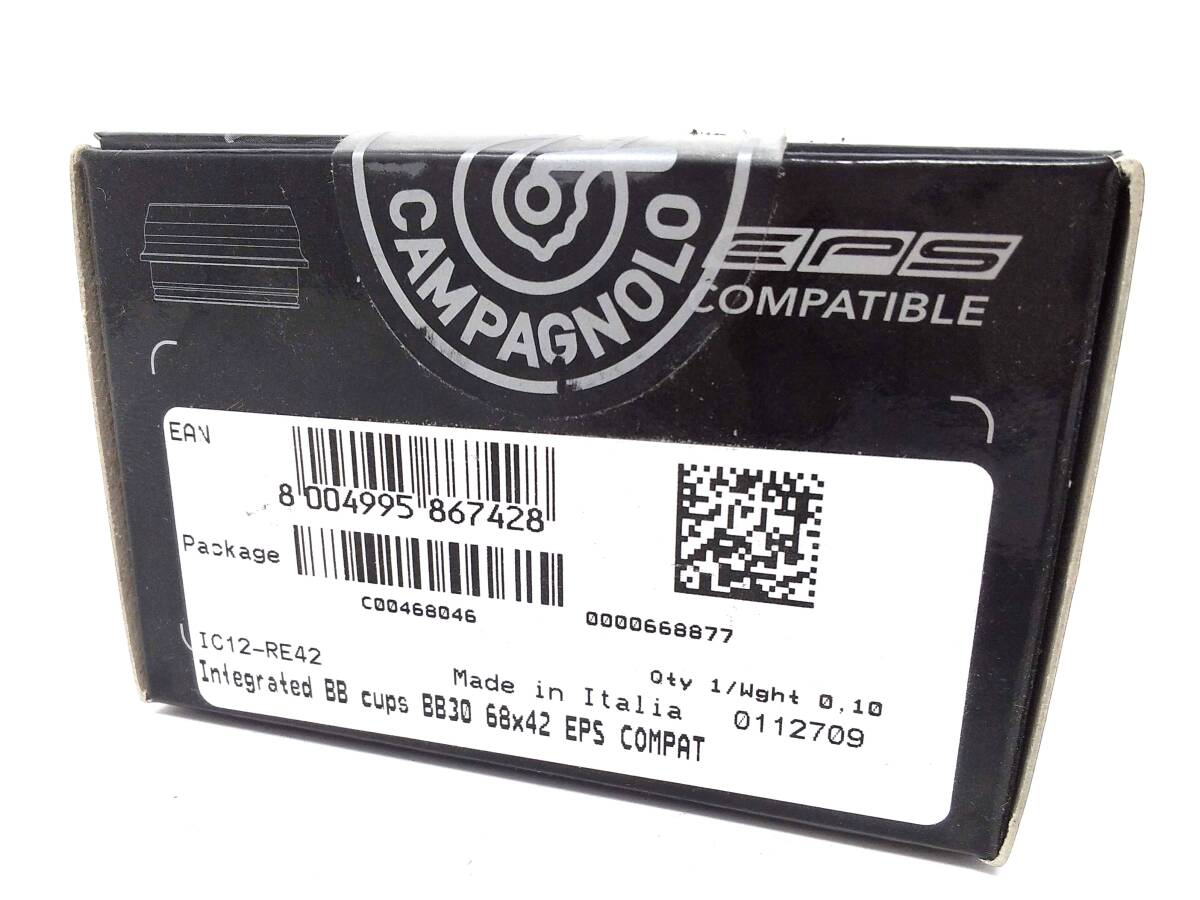 CAMPAGNOLO
EPS
COMPATIBLE
EAN
8 004995 867428
Package
C00468046
0000668877
IC12-RE42
Qty 1/Wght 0,10
Made in Italia
0112709
Integrated BB cups BB30 68x42 EPS COMPAT